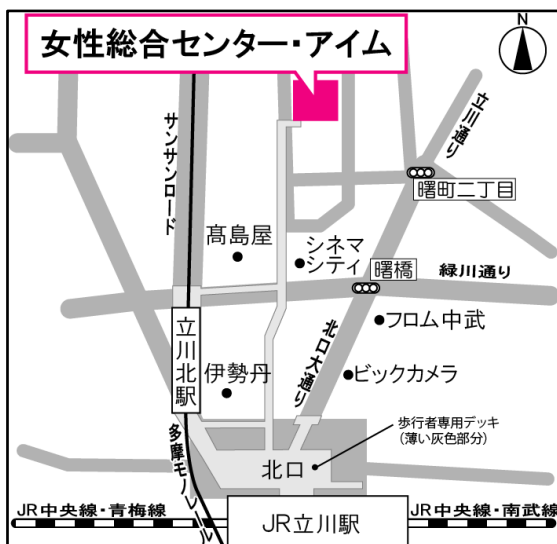 女性総合センター・アイム
N
立川通り
サンサンロード
曙町二丁目
髙島屋
シネマ
シティ
曙橋
緑川通り
フロム中武
立川北駅
北口大通り
伊勢丹
ビックカメラ
歩行者専用デッキ
(薄い灰色部分)
多摩モノレール
北口
JR中央線・青梅線
JR立川駅
JR中央線・南武線